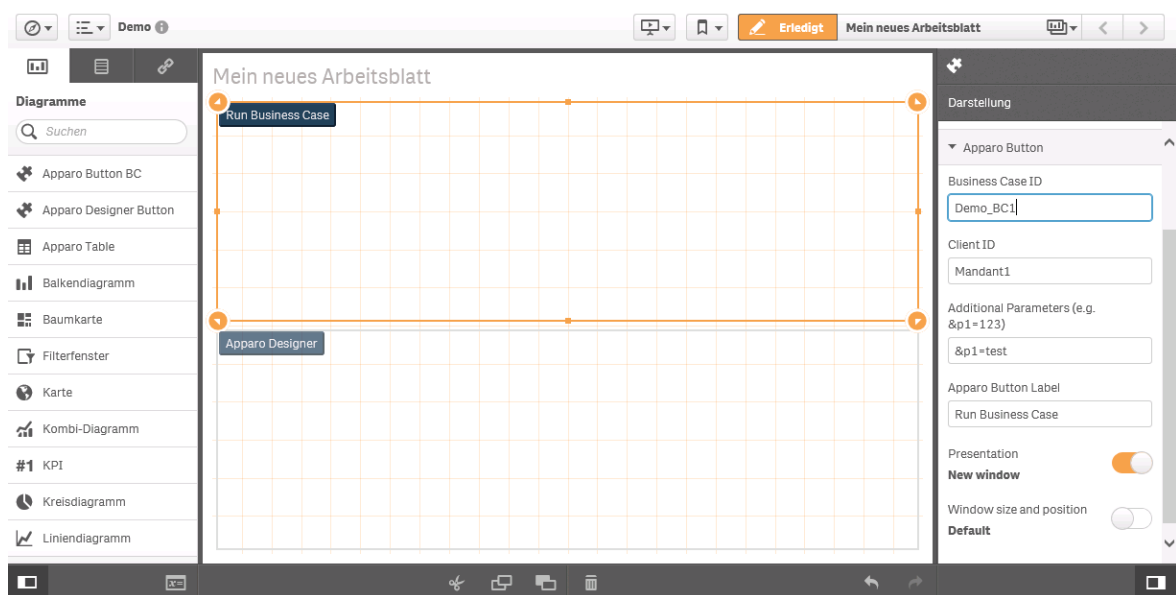 Demo
Erledigt
Mein neues Arbeitsblatt
Diagramme
Suchen
Apparo Button BC
Apparo Designer Button
Apparo Table
Balkendiagramm
Baumkarte
Filterfenster
Karte
Kombi-Diagramm
#1 KPI
Kreisdiagramm
Liniendiagramm
x=
Mein neues Arbeitsblatt
Run Business Case
Apparo Designer
Darstellung
Apparo Button
Business Case ID
Demo_BC1
Client ID
Mandant1
Additional Parameters (e.g.
&p1=123)
&p1=test
Apparo Button Label
Run Business Case
Presentation
New window
Window size and position
Default